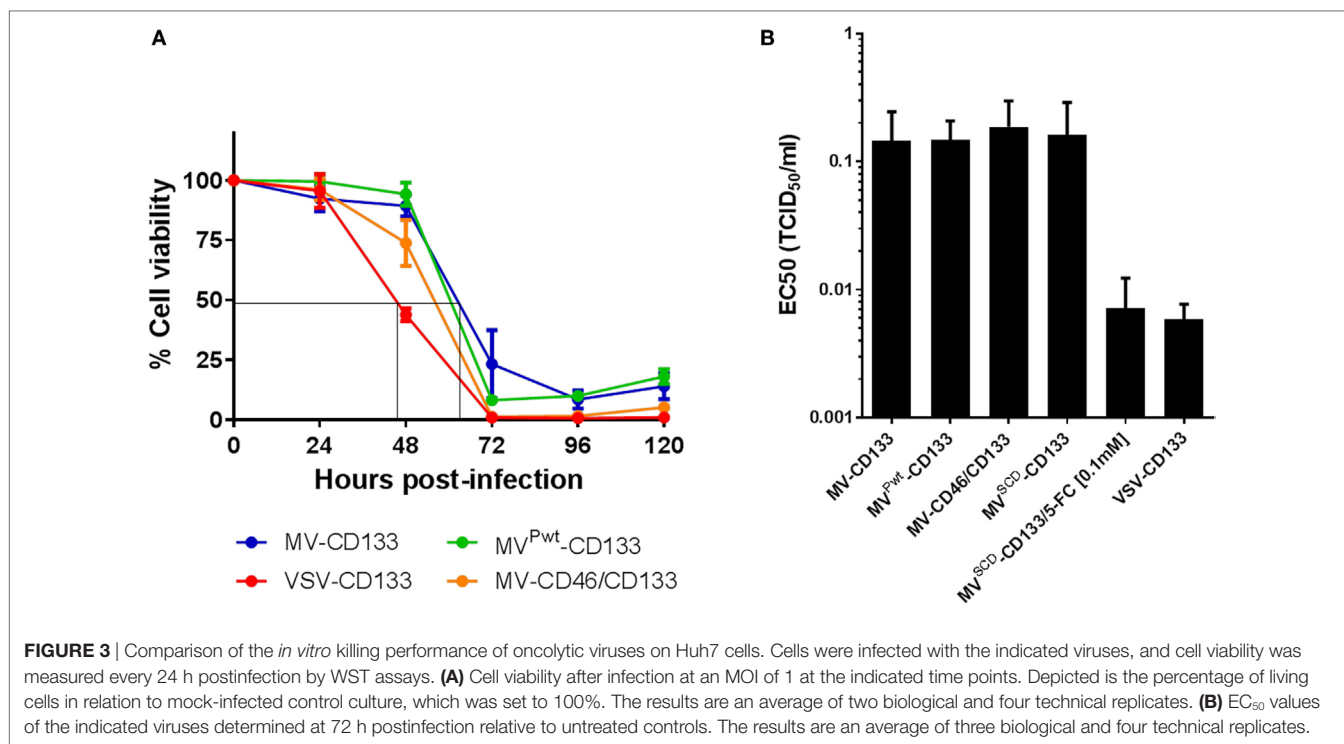 A
% Cell viability
100
75
50
25
0
0 24 48 72 96 120
Hours post-infection
MV-CD133
MV^Pwt-CD133
VSV-CD133
MV-CD46/CD133
B
EC50 (TCID₅₀/ml)
1
0.1
0.01
0.001
MV-CD133
MV^Pwt-CD133
MV-CD46/CD133
MV^SCD-CD133
MV^SCD-CD133/5-FC [0.1mM]
VSV-CD133
FIGURE 3 | Comparison of the in vitro killing performance of oncolytic viruses on Huh7 cells. Cells were infected with the indicated viruses, and cell viability was
measured every 24 h postinfection by WST assays. (A) Cell viability after infection at an MOI of 1 at the indicated time points. Depicted is the percentage of living
cells in relation to mock-infected control culture, which was set to 100%. The results are an average of two biological and four technical replicates. (B) EC₅₀ values
of the indicated viruses determined at 72 h postinfection relative to untreated controls. The results are an average of three biological and four technical replicates.